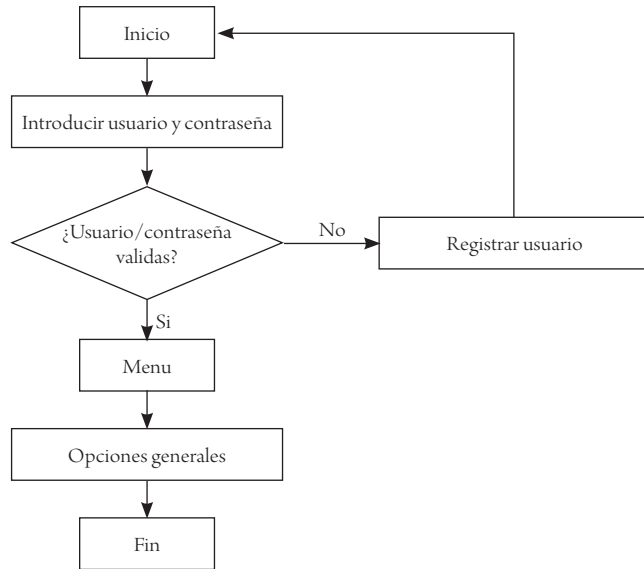 Inicio
Introducir usuario y contraseña
¿Usuario/contraseña
validas?
No
Registrar usuario
Si
Menu
Opciones generales
Fin